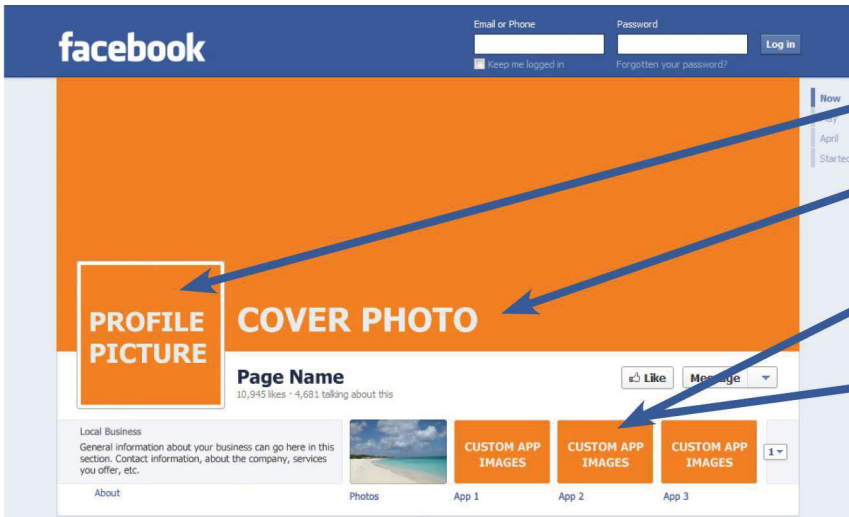 Email or Phone
Password
facebook
Log in
Keep me logged in
Forgotten your password?
Now
May
April
Started
PROFILE
PICTURE
COVER PHOTO
Page Name
10,945 likes · 4,681 talking about this
Like
Message
Local Business
General information about your business can go here in this
section. Contact information, about the company, services
you offer, etc.
About
Photos
CUSTOM APP
IMAGES
App 1
CUSTOM APP
IMAGES
App 2
CUSTOM APP
IMAGES
App 3
1